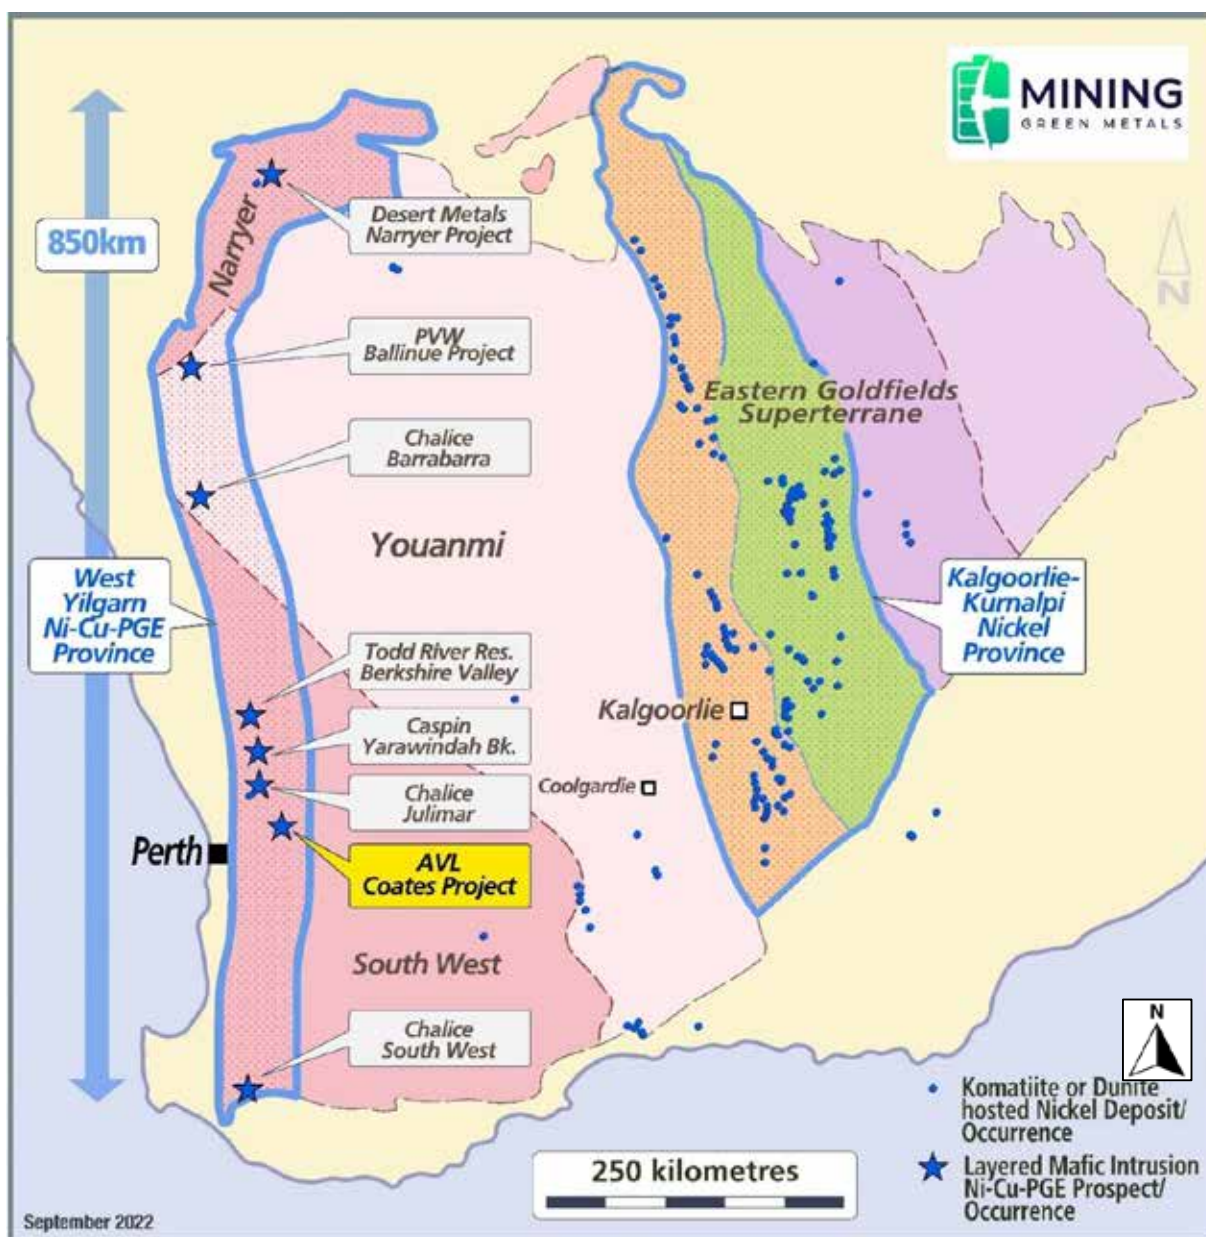 MINING
GREEN METALS
N
850km
Narryer
Desert Metals
Narryer Project
PVW
Ballinue Project
Eastern Goldfields
Superterrane
Chalice
Barrabarra
Youanmi
West
Yilgarn
Ni-Cu-PGE
Province
Kalgoorlie-
Kurnalpi
Nickel
Province
Todd River Res.
Berkshire Valley
Kalgoorlie
Caspin
Yarawindah Bk.
Coolgardie
Chalice
Julimar
Perth
AVL
Coates Project
South West
Chalice
South West
N
Komatiite or Dunite
hosted Nickel Deposit/
Occurrence
Layered Mafic Intrusion
Ni-Cu-PGE Prospect/
Occurrence
250 kilometres
September 2022